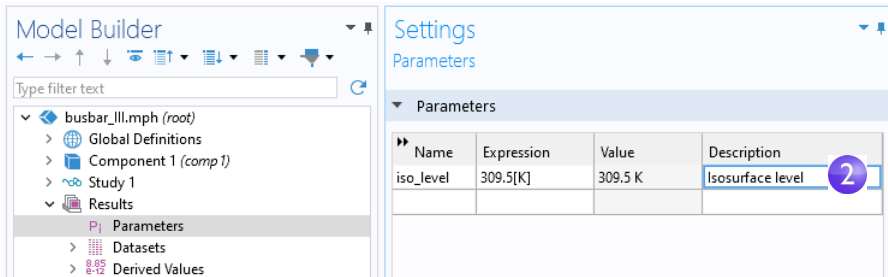 Model Builder
Type filter text
busbar_III.mph (root)
Global Definitions
Component 1 (comp1)
Study 1
Results
Pi Parameters
Datasets
8.85
e-12 Derived Values
Settings
Parameters
Parameters
Name Expression Value Description
iso_level 309.5[K] 309.5 K Isosurface level 2